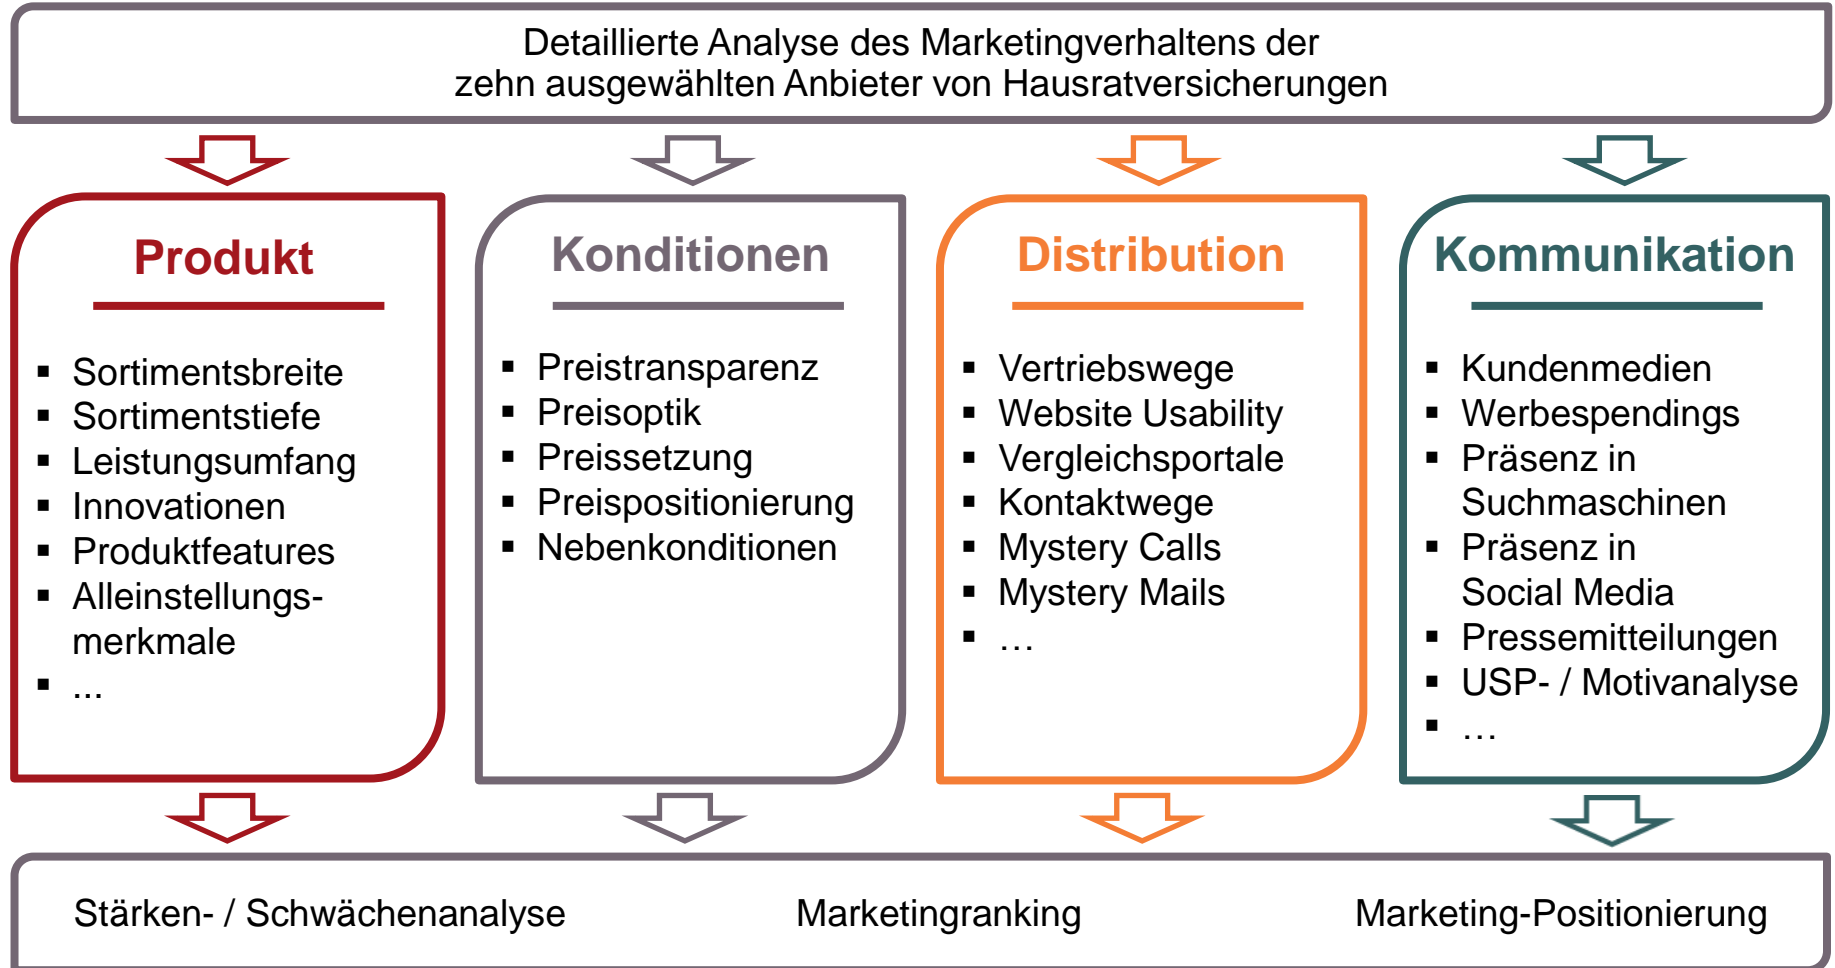 Detaillierte Analyse des Marketingverhaltens der
zehn ausgewählten Anbieter von Hausratversicherungen
Produkt
▪ Sortimentsbreite
▪ Sortimentstiefe
▪ Leistungsumfang
▪ Innovationen
▪ Produktfeatures
▪ Alleinstellungs-
merkmale
▪ ...
Konditionen
▪ Preistransparenz
▪ Preisoptik
▪ Preissetzung
▪ Preispositionierung
▪ Nebenkonditionen
Distribution
▪ Vertriebswege
▪ Website Usability
▪ Vergleichsportale
▪ Kontaktwege
▪ Mystery Calls
▪ Mystery Mails
▪ …
Kommunikation
▪ Kundenmedien
▪ Werbespendings
▪ Präsenz in
Suchmaschinen
▪ Präsenz in
Social Media
▪ Pressemitteilungen
▪ USP- / Motivanalyse
▪ …
Stärken- / Schwächenanalyse
Marketingranking
Marketing-Positionierung